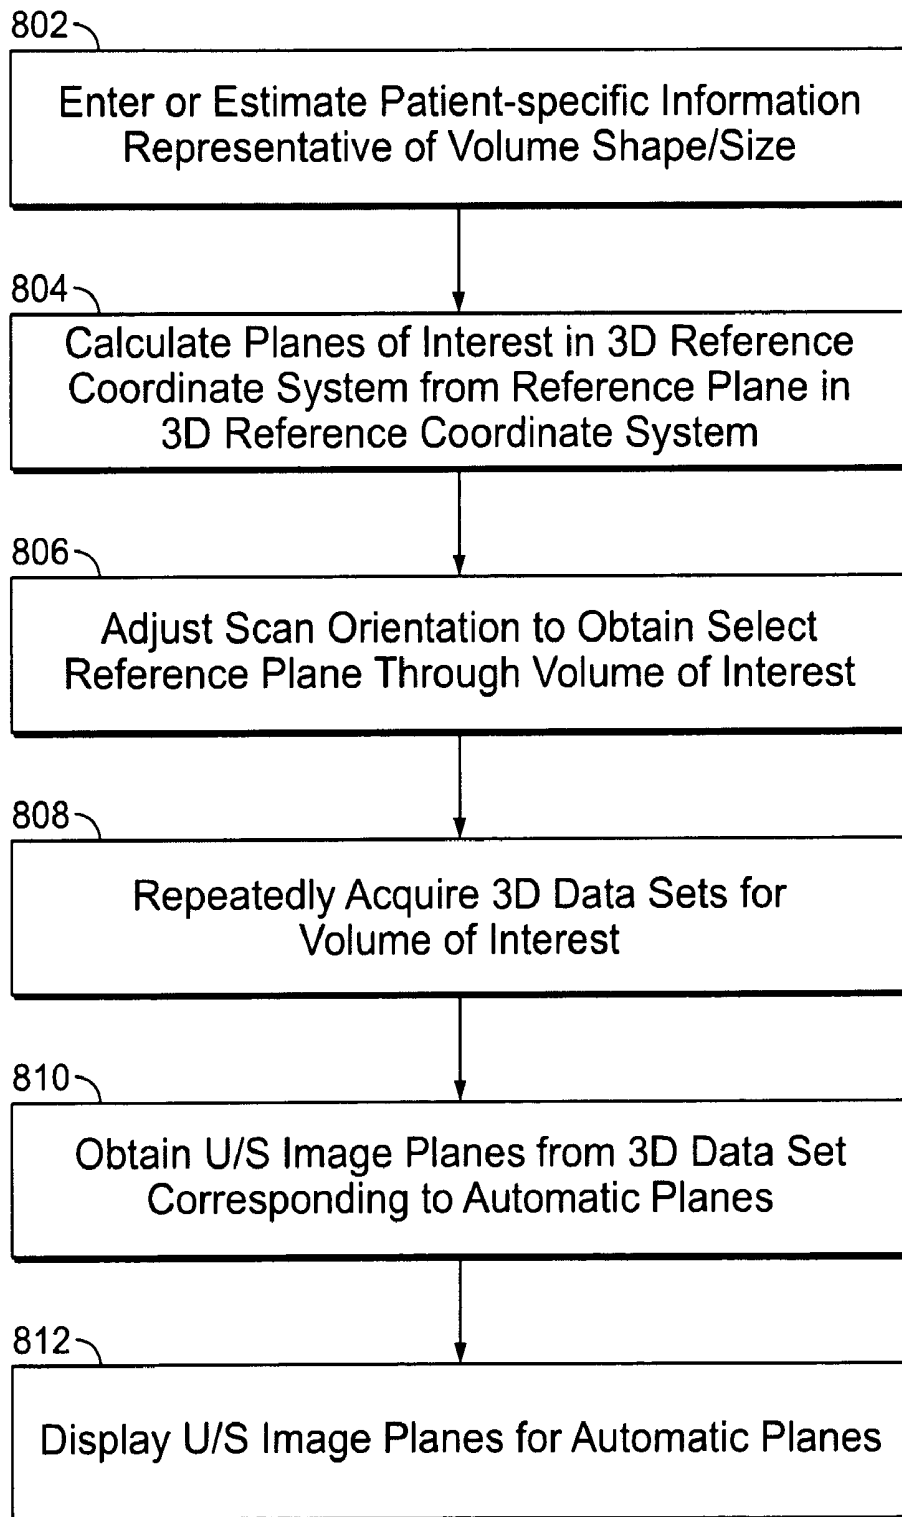 802
Enter or Estimate Patient-specific Information
Representative of Volume Shape/Size
804
Calculate Planes of Interest in 3D Reference
Coordinate System from Reference Plane in
3D Reference Coordinate System
806
Adjust Scan Orientation to Obtain Select
Reference Plane Through Volume of Interest
808
Repeatedly Acquire 3D Data Sets for
Volume of Interest
810
Obtain U/S Image Planes from 3D Data Set
Corresponding to Automatic Planes
812
Display U/S Image Planes for Automatic Planes